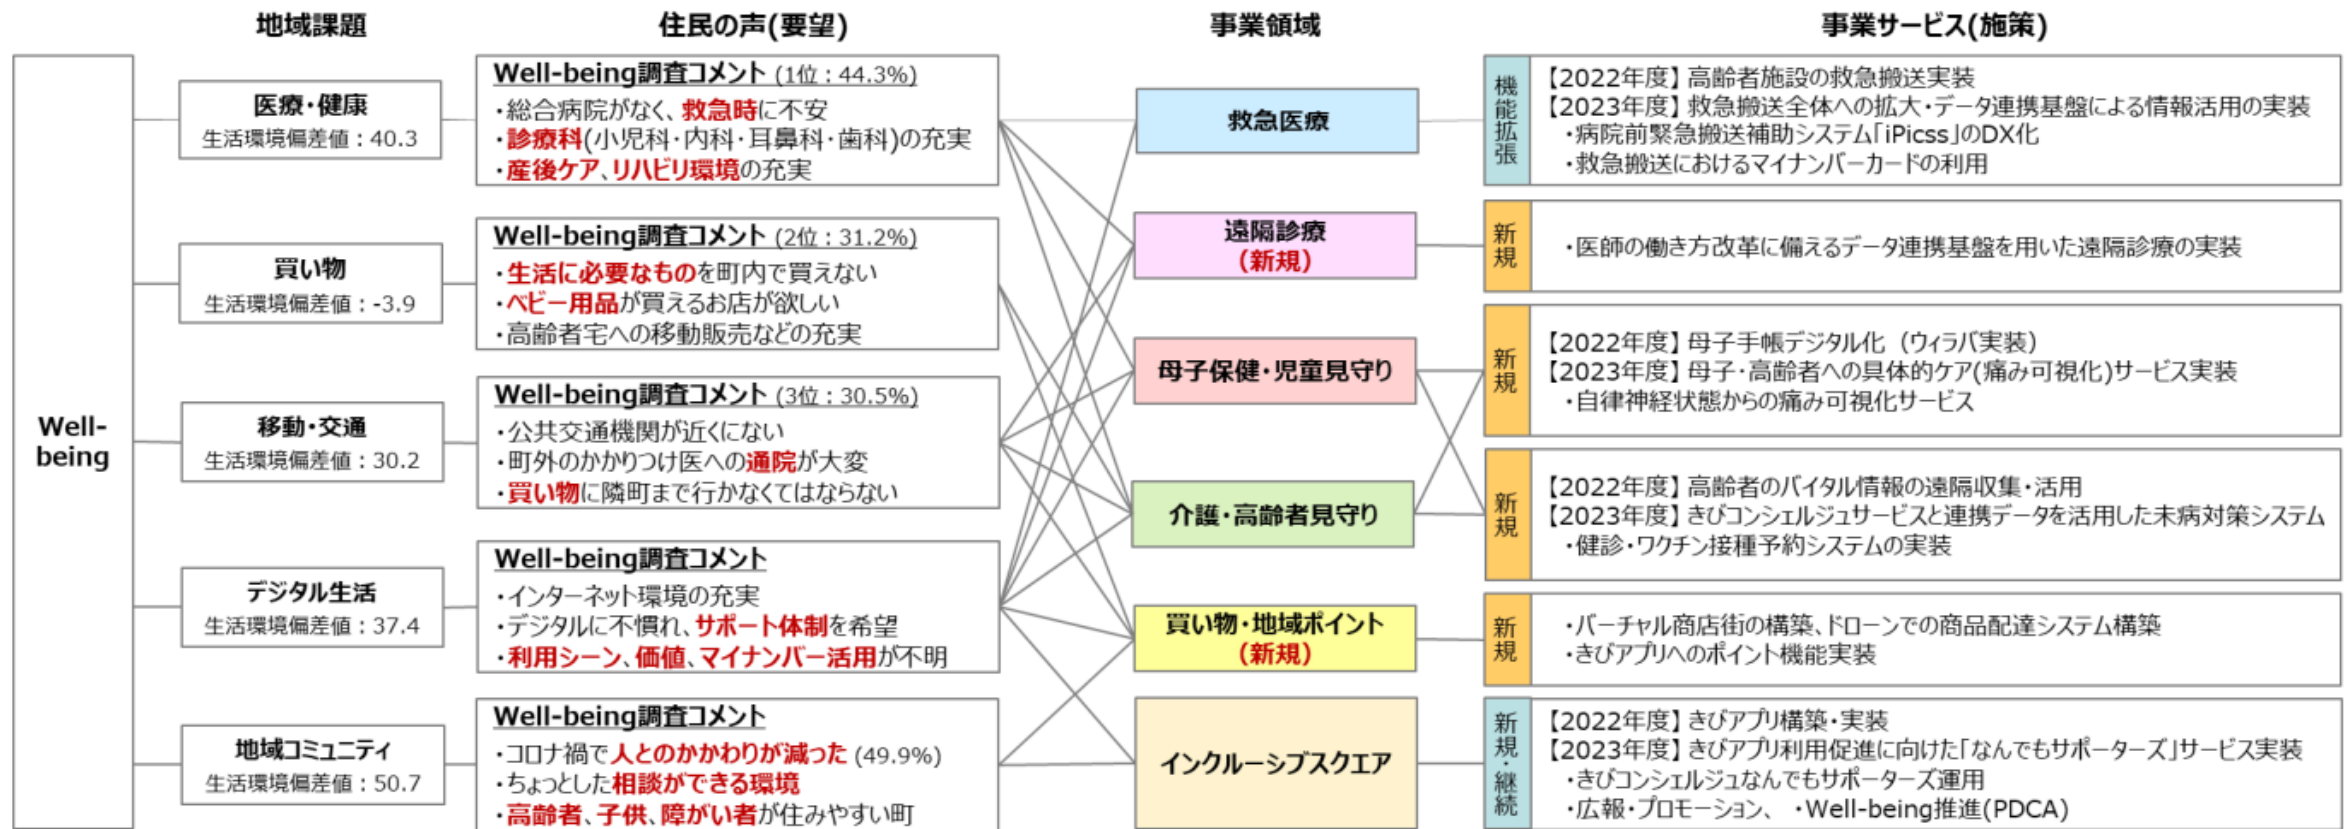 地域課題
住民の声(要望)
事業領域
事業サービス(施策)
Well-
being
医療・健康
生活環境偏差値：40.3
買い物
生活環境偏差値：-3.9
移動・交通
生活環境偏差値：30.2
デジタル生活
生活環境偏差値：37.4
地域コミュニティ
生活環境偏差値：50.7
Well-being調査コメント (1位：44.3%)
・総合病院がなく、救急時に不安
・診療科(小児科・内科・耳鼻科・歯科)の充実
・産後ケア、リハビリ環境の充実
Well-being調査コメント (2位：31.2%)
・生活に必要なものを町内で買えない
・ベビー用品が買えるお店が欲しい
・高齢者宅への移動販売などの充実
Well-being調査コメント (3位：30.5%)
・公共交通機関が近くにない
・町外のかかりつけ医への通院が大変
・買い物に隣町まで行かなくてはならない
Well-being調査コメント
・インターネット環境の充実
・デジタルに不慣れ、サポート体制を希望
・利用シーン、価値、マイナンバー活用が不明
Well-being調査コメント
・コロナ禍で人とのかかわりが減った (49.9%)
・ちょっとした相談ができる環境
・高齢者、子供、障がい者が住みやすい町
救急医療
遠隔診療
(新規)
母子保健・児童見守り
介護・高齢者見守り
買い物・地域ポイント
(新規)
インクルーシブスクエア
機能拡張
【2022年度】高齢者施設の救急搬送実装
【2023年度】救急搬送全体への拡大・データ連携基盤による情報活用の実装
・病院前緊急搬送補助システム「iPicss」のDX化
・救急搬送におけるマイナンバーカードの利用
新規
・医師の働き方改革に備えるデータ連携基盤を用いた遠隔診療の実装
新規
【2022年度】母子手帳デジタル化（ウィラバ実装）
【2023年度】母子・高齢者への具体的ケア(痛み可視化)サービス実装
・自律神経状態からの痛み可視化サービス
新規
【2022年度】高齢者のバイタル情報の遠隔収集・活用
【2023年度】きびコンシェルジュサービスと連携データを活用した未病対策システム
・健診・ワクチン接種予約システムの実装
新規
・バーチャル商店街の構築、ドローンでの商品配達システム構築
・きびアプリへのポイント機能実装
新規・継続
【2022年度】きびアプリ構築・実装
【2023年度】きびアプリ利用促進に向けた「なんでもサポーターズ」サービス実装
・きびコンシェルジュなんでもサポーターズ運用
・広報・プロモーション、 ・Well-being推進(PDCA)